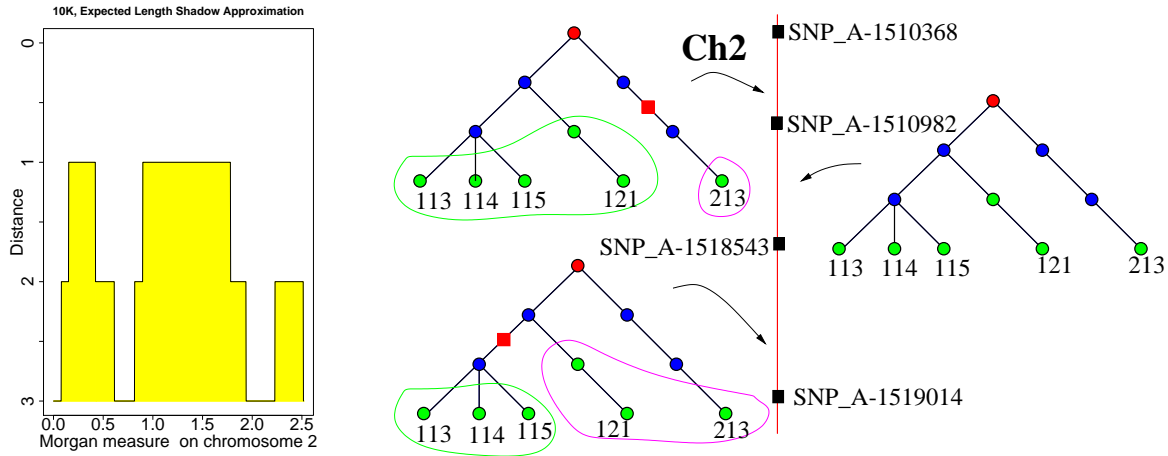 10K, Expected Length Shadow Approximation
Distance
0
1
2
3
0.0 0.5 1.0 1.5 2.0 2.5
Morgan measure on chromosome 2
Ch2
SNP_A-1510368
SNP_A-1510982
SNP_A-1518543
SNP_A-1519014
113 114 115 121 213
113 114 115 121 213
113 114 115 121 213